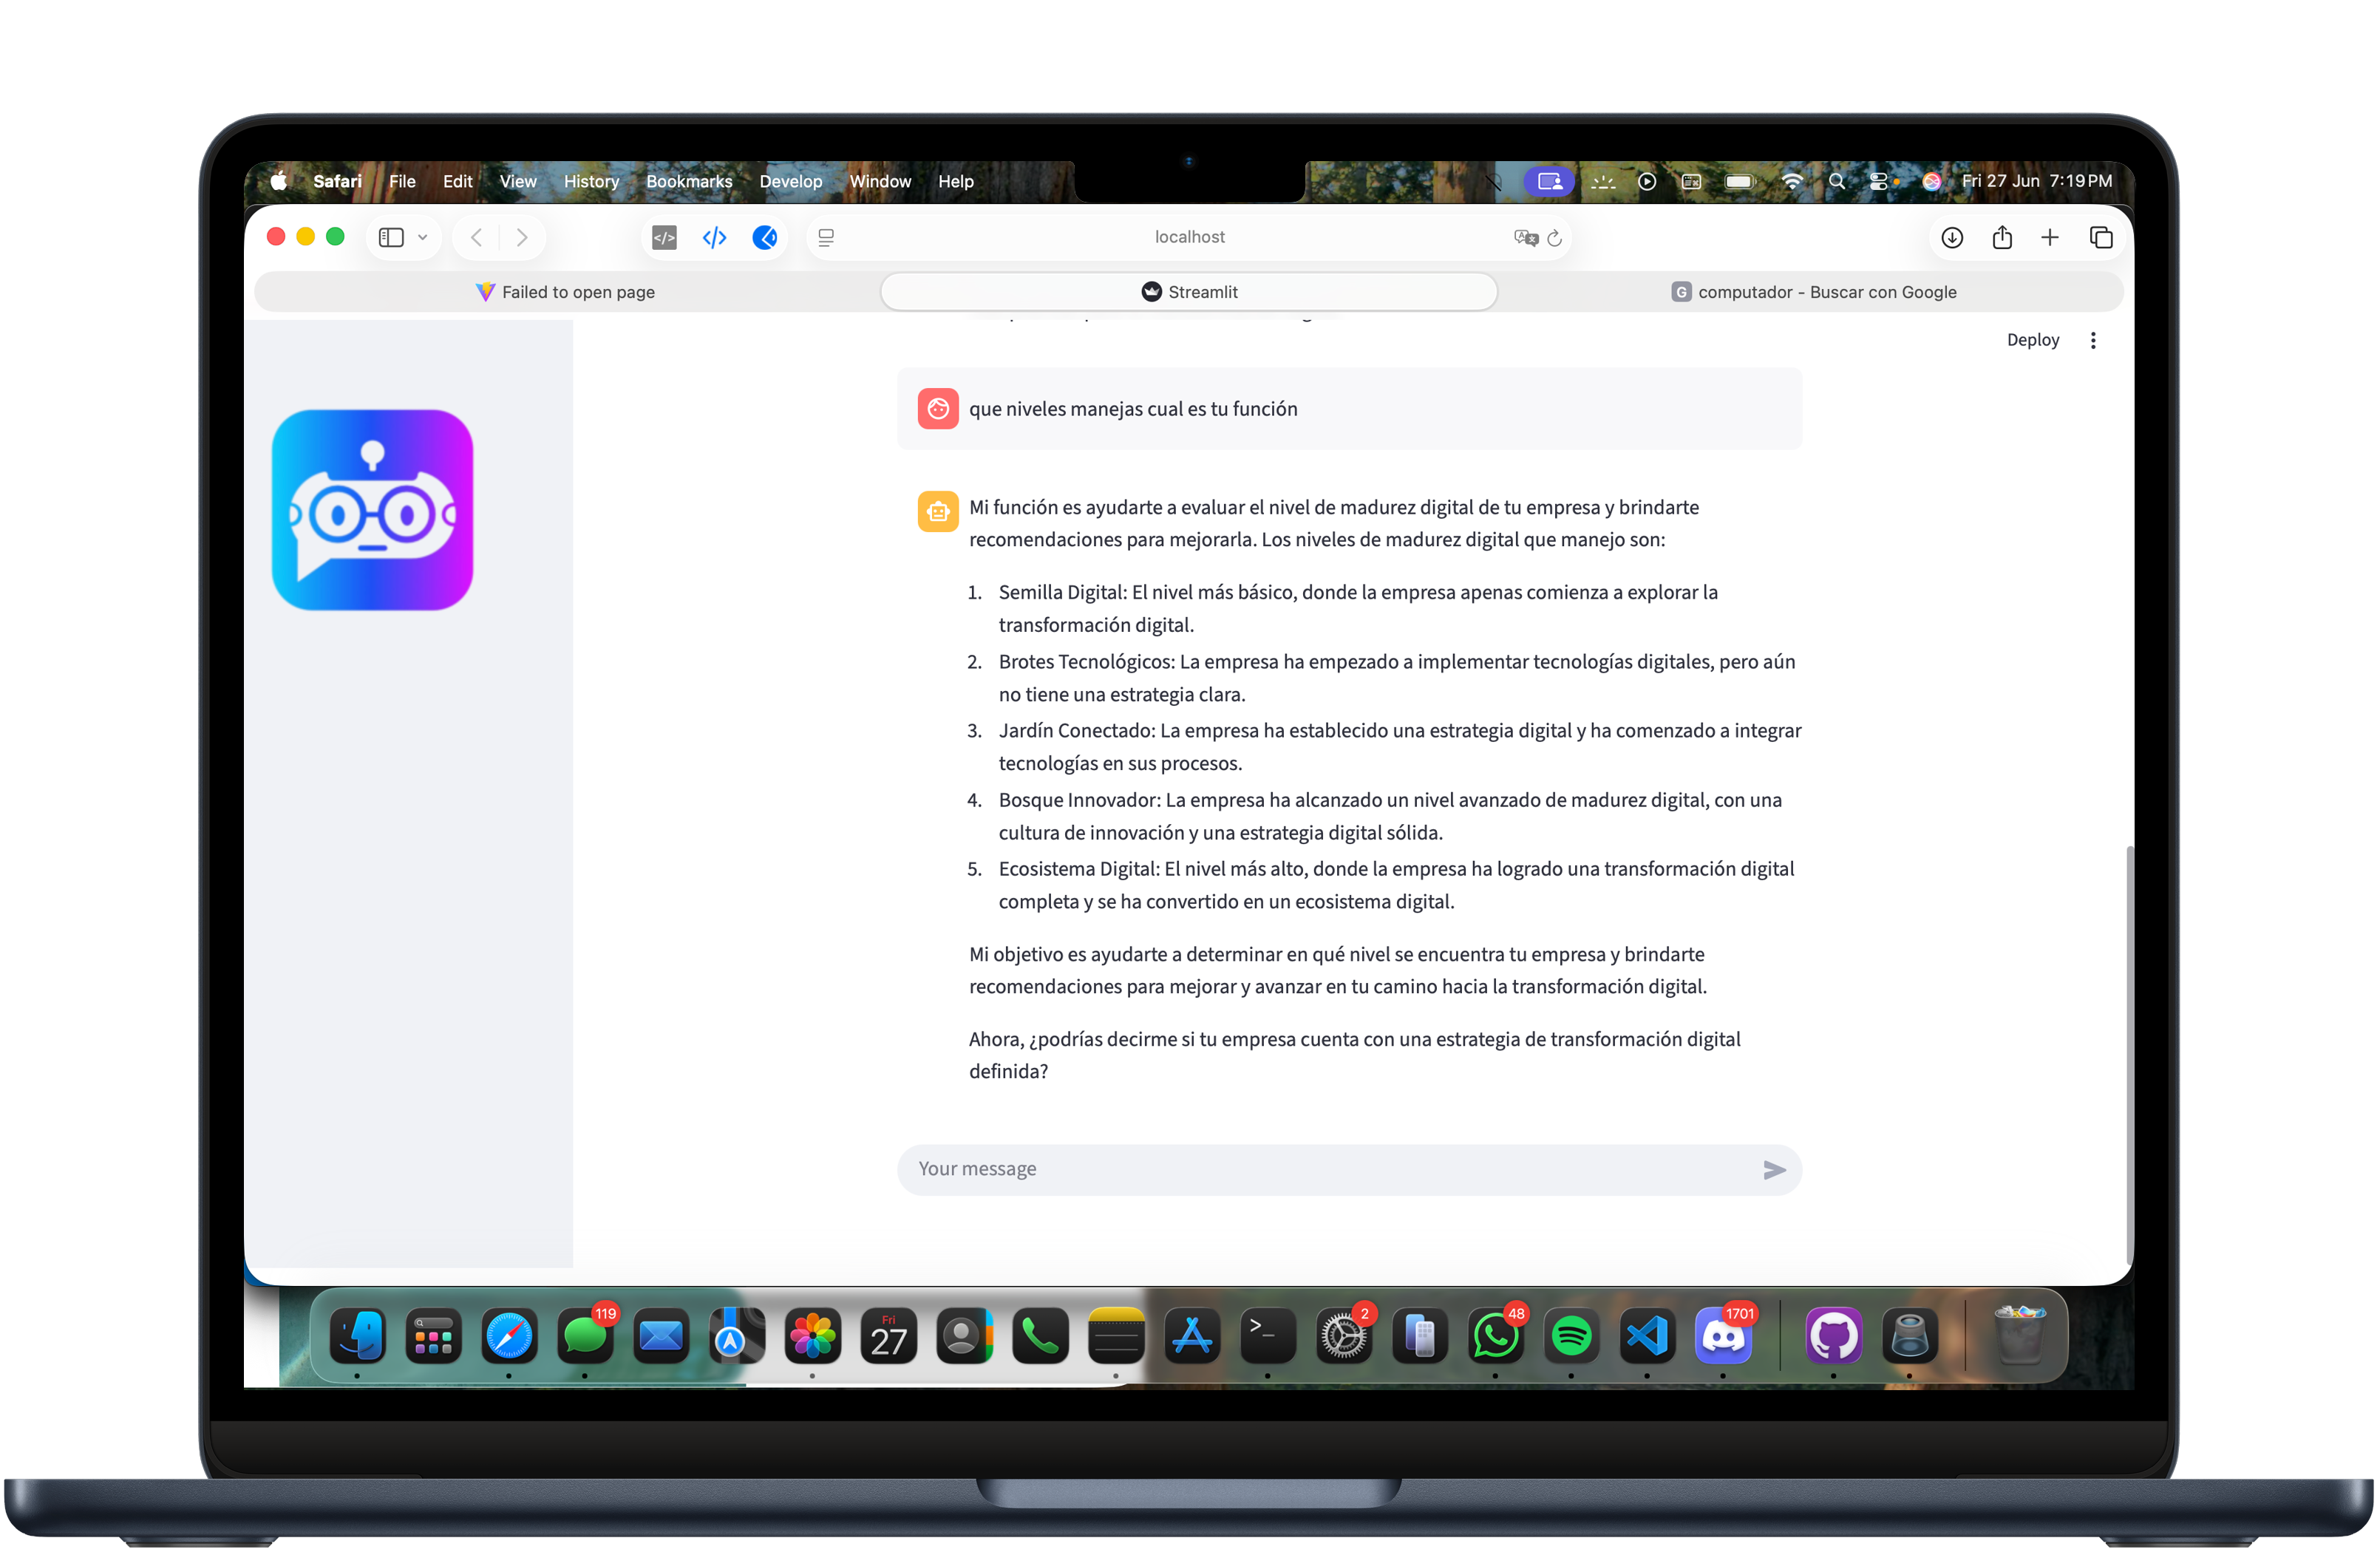 Safari File Edit View History Bookmarks Develop Window Help Fri 27 Jun 7:19 PM
localhost
Failed to open page
Streamlit
G computador - Buscar con Google
Deploy
que niveles manejas cual es tu función
Mi función es ayudarte a evaluar el nivel de madurez digital de tu empresa y brindarte
recomendaciones para mejorarla. Los niveles de madurez digital que manejo son:
1. Semilla Digital: El nivel más básico, donde la empresa apenas comienza a explorar la
transformación digital.
2. Brotes Tecnológicos: La empresa ha empezado a implementar tecnologías digitales, pero aún
no tiene una estrategia clara.
3. Jardín Conectado: La empresa ha establecido una estrategia digital y ha comenzado a integrar
tecnologías en sus procesos.
4. Bosque Innovador: La empresa ha alcanzado un nivel avanzado de madurez digital, con una
cultura de innovación y una estrategia digital sólida.
5. Ecosistema Digital: El nivel más alto, donde la empresa ha logrado una transformación digital
completa y se ha convertido en un ecosistema digital.
Mi objetivo es ayudarte a determinar en qué nivel se encuentra tu empresa y brindarte
recomendaciones para mejorar y avanzar en tu camino hacia la transformación digital.
Ahora, ¿podrías decirme si tu empresa cuenta con una estrategia de transformación digital
definida?
Your message
119
Fri
27
2
48
1701